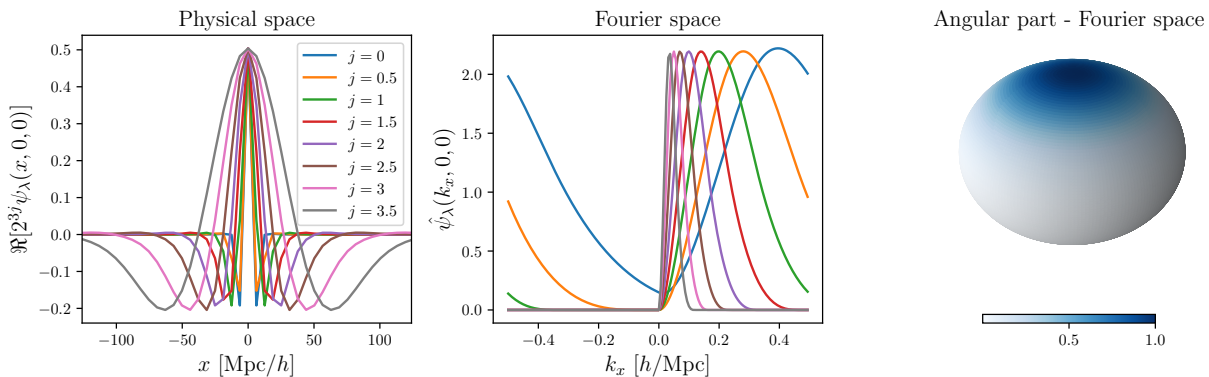 Physical space
ℜ[2^{3j}ψ_λ(x, 0, 0)]
0.5
0.4
0.3
0.2
0.1
0.0
−0.1
−0.2
j = 0
j = 0.5
j = 1
j = 1.5
j = 2
j = 2.5
j = 3
j = 3.5
−100
−50
0
50
100
x [Mpc/h]
Fourier space
ψ̂_λ(k_x, 0, 0)
2.0
1.5
1.0
0.5
0.0
−0.4
−0.2
0.0
0.2
0.4
k_x [h/Mpc]
Angular part - Fourier space
0.5
1.0